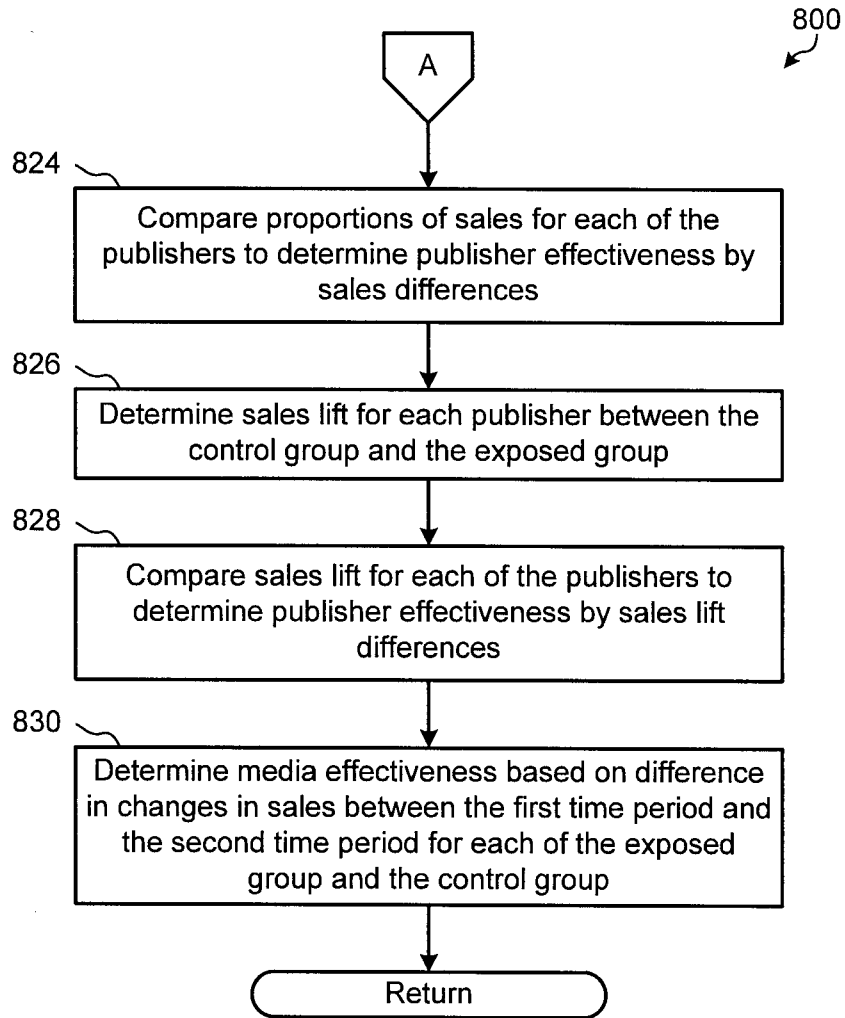 800
A
824
Compare proportions of sales for each of the
publishers to determine publisher effectiveness by
sales differences
826
Determine sales lift for each publisher between the
control group and the exposed group
828
Compare sales lift for each of the publishers to
determine publisher effectiveness by sales lift
differences
830
Determine media effectiveness based on difference
in changes in sales between the first time period and
the second time period for each of the exposed
group and the control group
Return